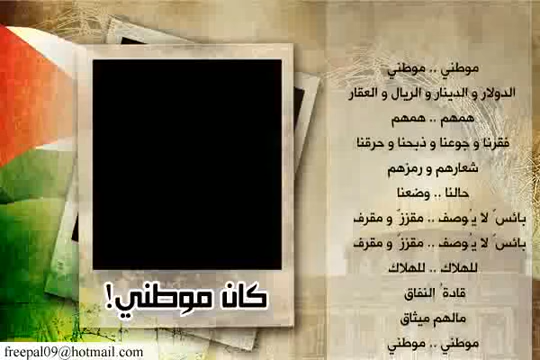 موطني .. موطني
الدولار و الدينار و الريال و العقار
همهم .. همهم
فقرنا و جوعنا و ذبحنا و حرقنا
شعارهم و رمزهم
حالنا .. وضعنا
بائسٌ لا يُوصف .. مقززٌ و مقرف
بائسٌ لا يُوصف .. مقززٌ و مقرف
للهلاك .. للهلاك
قادةُ النفاق
مالهم ميثاق
موطني .. موطني
كان موطني!
freepal09@hotmail.com